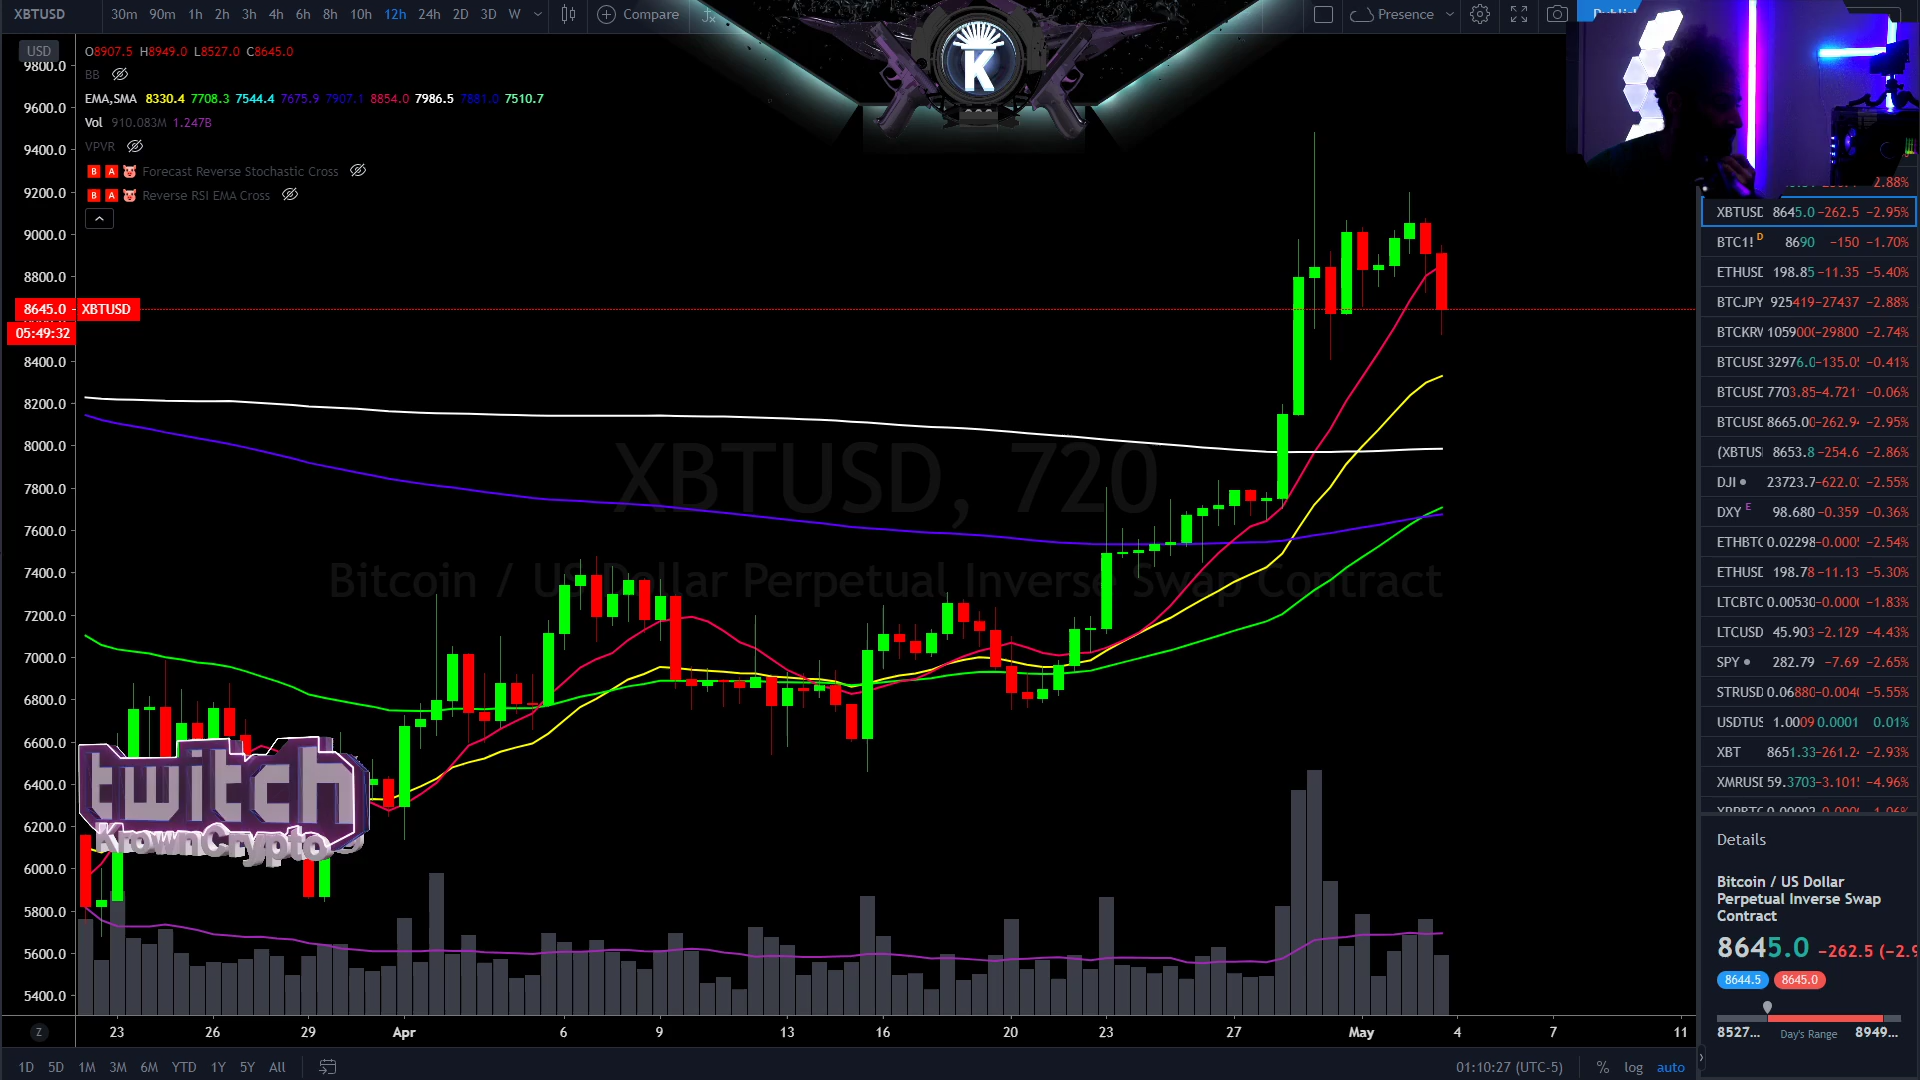 XBTUSD 30m 90m 1h 2h 3h 4h 6h 8h 10h 12h 24h 2D 3D W Compare Presence
USD O8907.5 H8949.0 L8527.0 C8645.0
BB
EMA,SMA 8330.4 7708.3 7544.4 7675.9 7907.1 8854.0 7986.5 7881.0 7510.7
Vol 910.083M 1.247B
VPVR
B A Forecast Reverse Stochastic Cross
B A Reverse RSI EMA Cross
K
9800.0
9600.0
9400.0
9200.0
9000.0
8800.0
8645.0 XBTUSD
05:49:32
8400.0
8200.0
8000.0
7800.0
7600.0
7400.0
7200.0
7000.0
6800.0
6600.0
6400.0
6200.0
6000.0
5800.0
5600.0
5400.0
XBTUSD, 720
Bitcoin / US Dollar Perpetual Inverse Swap Contract
twitch
KrownCrypto
Z 23 26 29 Apr 6 9 13 16 20 23 27 May 4 7 11
1D 5D 1M 3M 6M YTD 1Y 5Y All 01:10:27 (UTC-5) % log auto
XBTUSD 8645.0 -262.5 -2.95%
BTC1! D 8690 -150 -1.70%
ETHUSD 198.85 -11.35 -5.40%
BTCJPY 925419 -27437 -2.88%
BTCKRW 1059000 -29800 -2.74%
BTCUSD 32976.0 -135.0 -0.41%
BTCUSD 7703.85 -4.721 -0.06%
BTCUSD 8665.00 -262.9 -2.95%
(XBTUS 8653.8 -254.6 -2.86%
DJI 23723.7 -622.0 -2.55%
DXY E 98.680 -0.359 -0.36%
ETHBTC 0.02298 -0.000 -2.54%
ETHUSD 198.78 -11.13 -5.30%
LTCBTC 0.00530 -0.000 -1.83%
LTCUSD 45.903 -2.129 -4.43%
SPY 282.79 -7.69 -2.65%
STRUSD 0.06880 -0.004 -5.55%
USDTUS 1.0009 0.0001 0.01%
XBT 8651.33 -261.2 -2.93%
XMRUSD 59.3703 -3.101 -4.96%
Details
Bitcoin / US Dollar
Perpetual Inverse Swap
Contract
8645.0 -262.5 (-2.9
8644.5 8645.0
8527... Day's Range 8949...